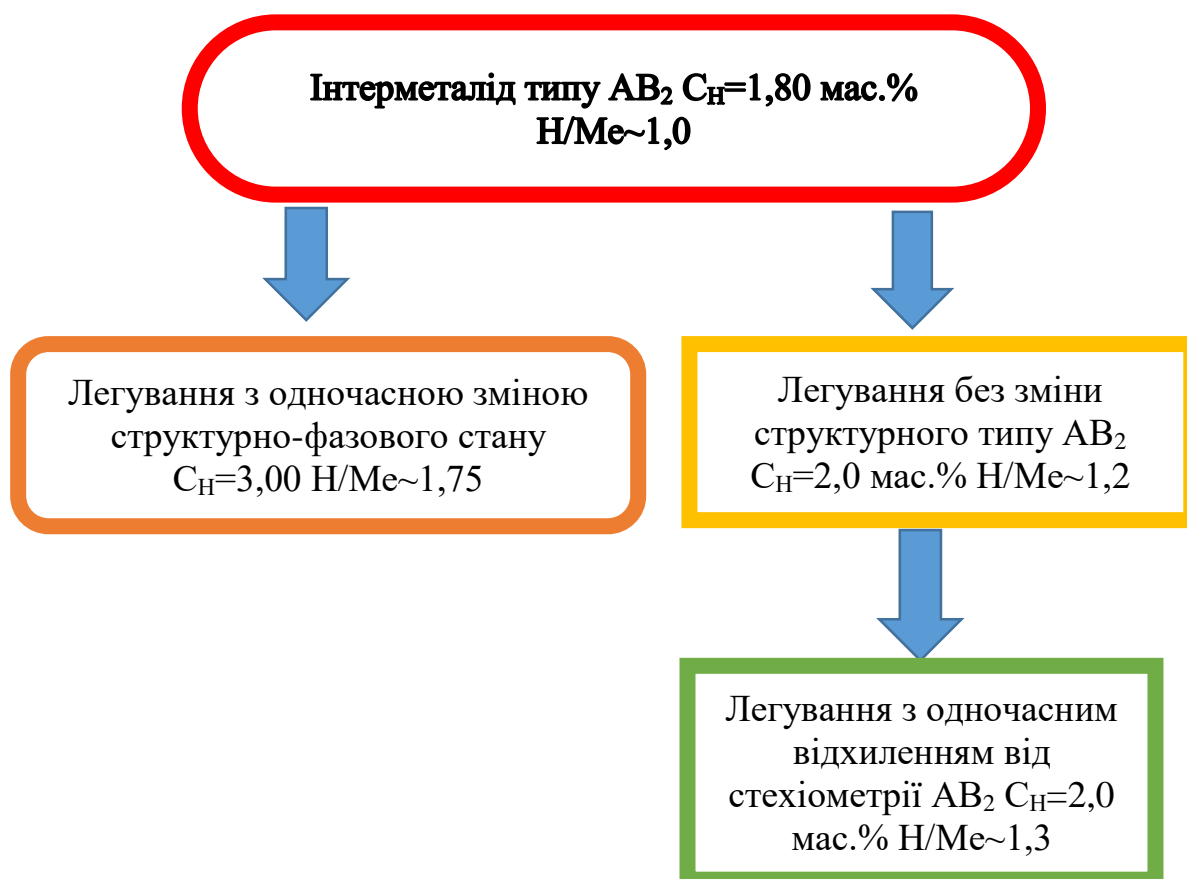 Інтерметалід типу AB₂ Cн=1,80 мас.%
H/Me~1,0
Легування з одночасною зміною
структурно-фазового стану
Cн=3,00 H/Me~1,75
Легування без зміни
структурного типу AB₂
Cн=2,0 мас.% H/Me~1,2
Легування з одночасним
відхиленням від
стехіометрії AB₂ Cн=2,0
мас.% H/Me~1,3